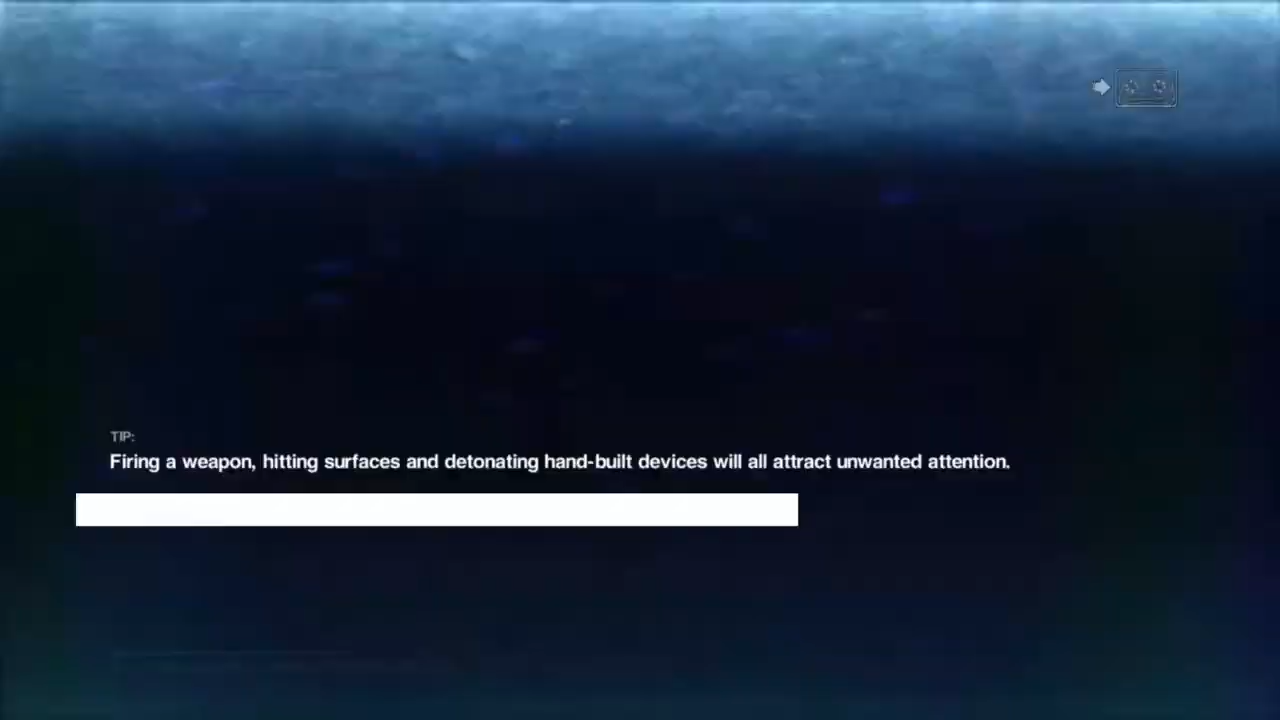 TIP:
Firing a weapon, hitting surfaces and detonating hand-built devices will all attract unwanted attention.